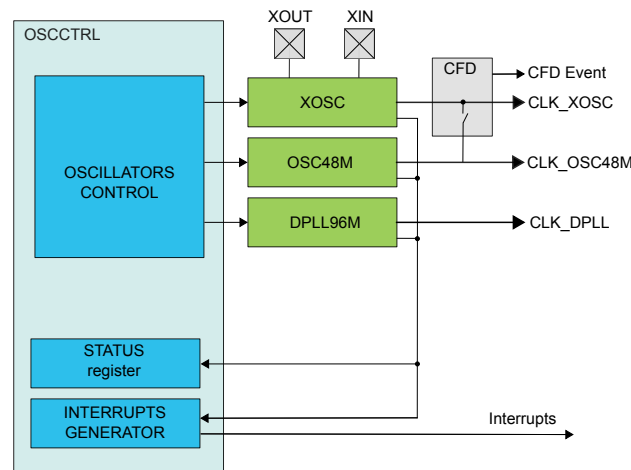 XOUT
XIN
OSCCTRL
CFD
CFD Event
XOSC
CLK_XOSC
OSCILLATORS
CONTROL
OSC48M
CLK_OSC48M
DPLL96M
CLK_DPLL
STATUS
register
INTERRUPTS
GENERATOR
Interrupts